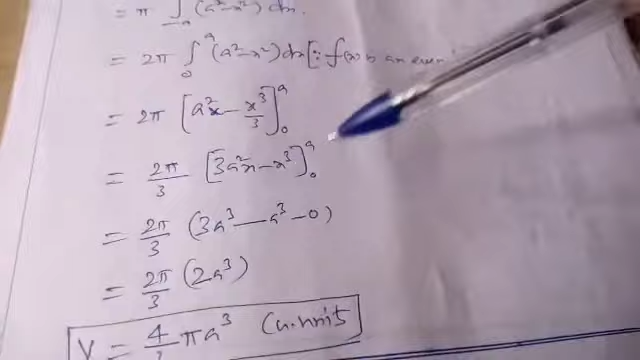 = π ∫₋ₐ (a²-x²) dx.
= 2π ∫₀ᵃ (a²-x²) dx [∵ f(x) is an even
= 2π [a²x - x³/3]₀ᵃ
= 2π/3 [3a²x - x³]₀ᵃ
= 2π/3 (3a³ - a³ - 0)
= 2π/3 (2a³)
V = 4/3 πa³ Cu.units